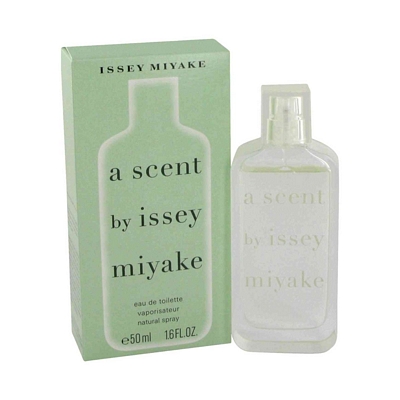 ISSEY MIYAKE
a scent
by issey
miyake
eau de toilette
vaporisateur
natural spray
℮50ml 1.6FL.OZ.
a scent
by issey
miyake